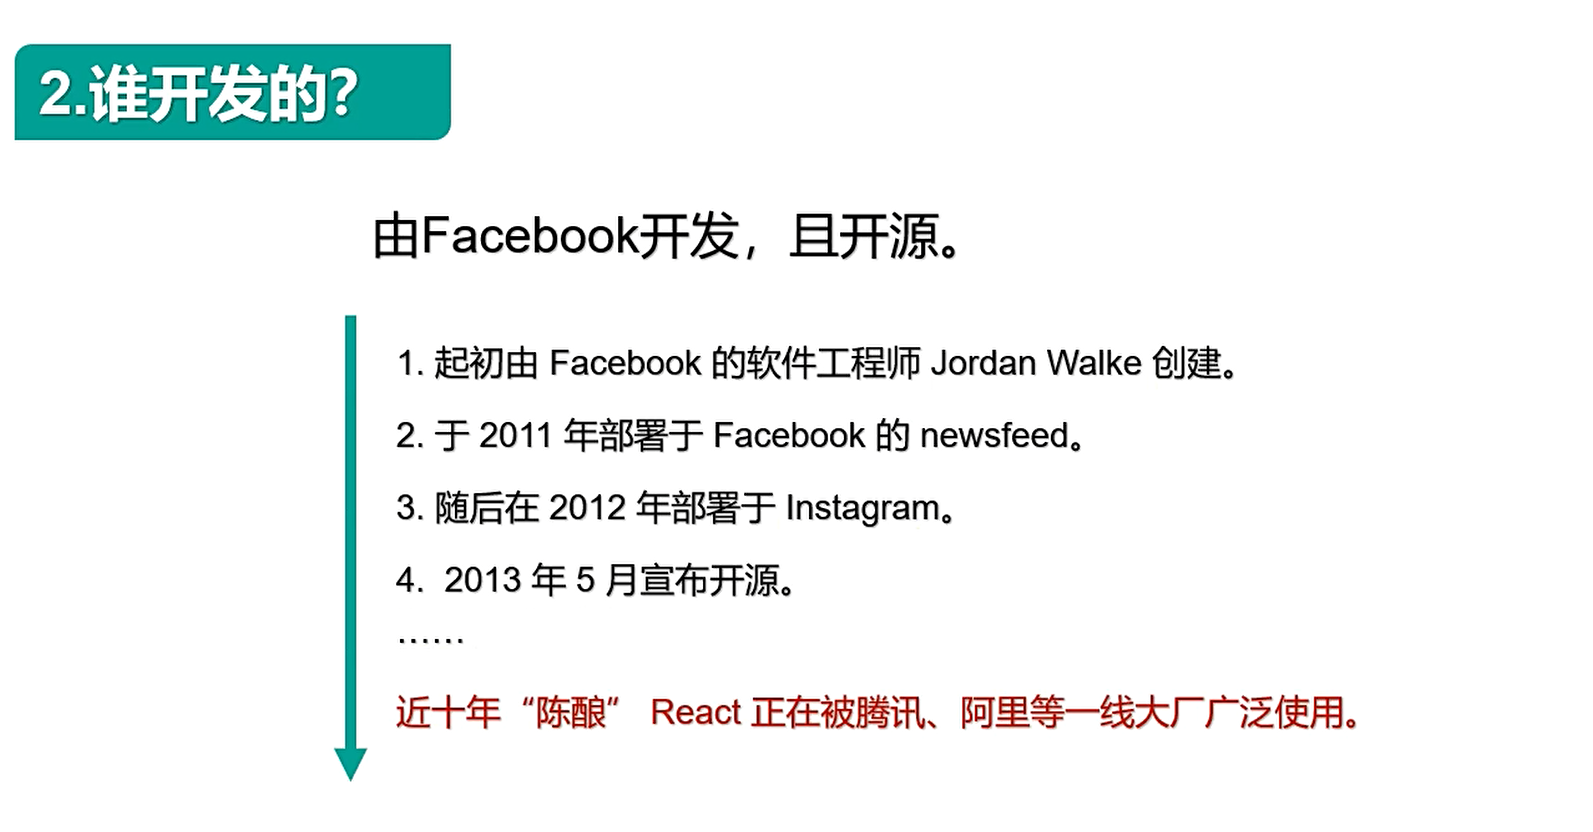 2.谁开发的？
由Facebook开发，且开源。
1. 起初由 Facebook 的软件工程师 Jordan Walke 创建。
2. 于 2011 年部署于 Facebook 的 newsfeed。
3. 随后在 2012 年部署于 Instagram。
4. 2013 年 5 月宣布开源。
……
近十年“陈酿” React 正在被腾讯、阿里等一线大厂广泛使用。